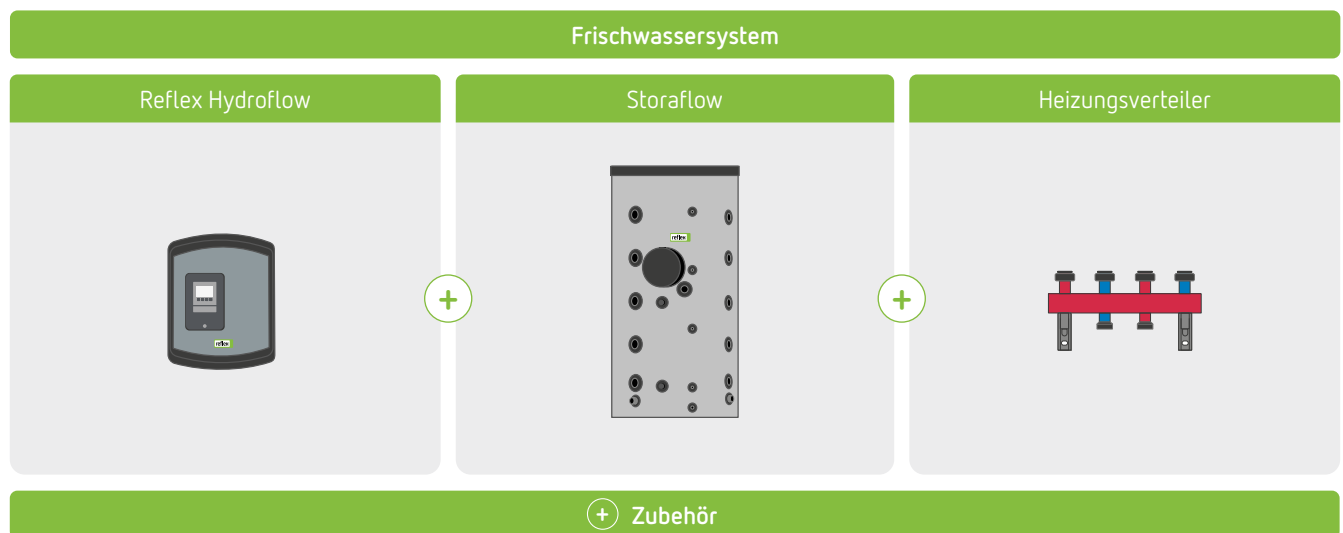 Frischwassersystem
Reflex Hydroflow
Storaflow
Heizungsverteiler
reflex
reflex
+
+
+ Zubehör